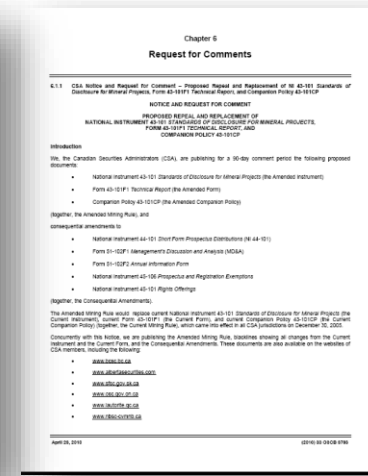 Chapter 6
Request for Comments
6.1.1 CSA Notice and Request for Comment – Proposed Repeal and Replacement of NI 43-101 Standards of
Disclosure for Mineral Projects, Form 43-101F1 Technical Report, and Companion Policy 43-101CP
NOTICE AND REQUEST FOR COMMENT
PROPOSED REPEAL AND REPLACEMENT OF
NATIONAL INSTRUMENT 43-101 STANDARDS OF DISCLOSURE FOR MINERAL PROJECTS,
FORM 43-101F1 TECHNICAL REPORT, AND
COMPANION POLICY 43-101CP
Introduction
We, the Canadian Securities Administrators (CSA), are publishing for a 90-day comment period the following proposed
documents:
• National Instrument 43-101 Standards of Disclosure for Mineral Projects (the Amended Instrument)
• Form 43-101F1 Technical Report (the Amended Form)
• Companion Policy 43-101CP (the Amended Companion Policy)
(together, the Amended Mining Rule), and
consequential amendments to
• National Instrument 44-101 Short Form Prospectus Distributions (NI 44-101)
• Form 51-102F1 Management's Discussion and Analysis (MD&A)
• Form 51-102F2 Annual Information Form
• National Instrument 45-106 Prospectus and Registration Exemptions
• National Instrument 45-101 Rights Offerings
(together, the Consequential Amendments).
The Amended Mining Rule would replace current National Instrument 43-101 Standards of Disclosure for Mineral Projects (the
Current Instrument), current Form 43-101F1 (the Current Form), and current Companion Policy 43-101CP (the Current
Companion Policy) (together, the Current Mining Rule), which came into effect in all CSA jurisdictions on December 30, 2005.
Concurrently with this Notice, we are publishing the Amended Mining Rule, blacklines showing all changes from the Current
Instrument and the Current Form, and the Consequential Amendments. These documents are also available on the websites of
CSA members, including the following:
• www.bcsc.bc.ca
• www.albertasecurities.com
• www.sfsc.gov.sk.ca
• www.osc.gov.on.ca
• www.lautorite.qc.ca
• www.nbsc-cvmnb.ca
April 23, 2010
(2010) 33 OSCB